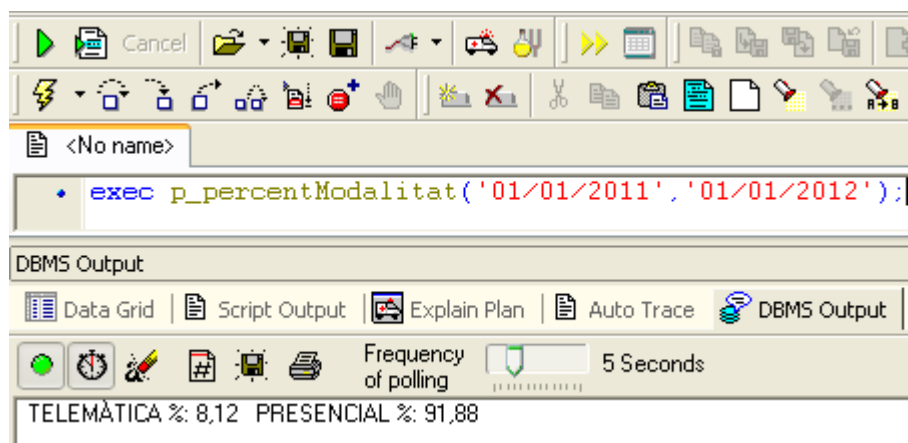 Cancel
<No name>
exec p_percentModalitat('01/01/2011','01/01/2012');
DBMS Output
Data Grid Script Output Explain Plan Auto Trace DBMS Output
Frequency of polling 5 Seconds
TELEMÀTICA %: 8,12 PRESENCIAL %: 91,88